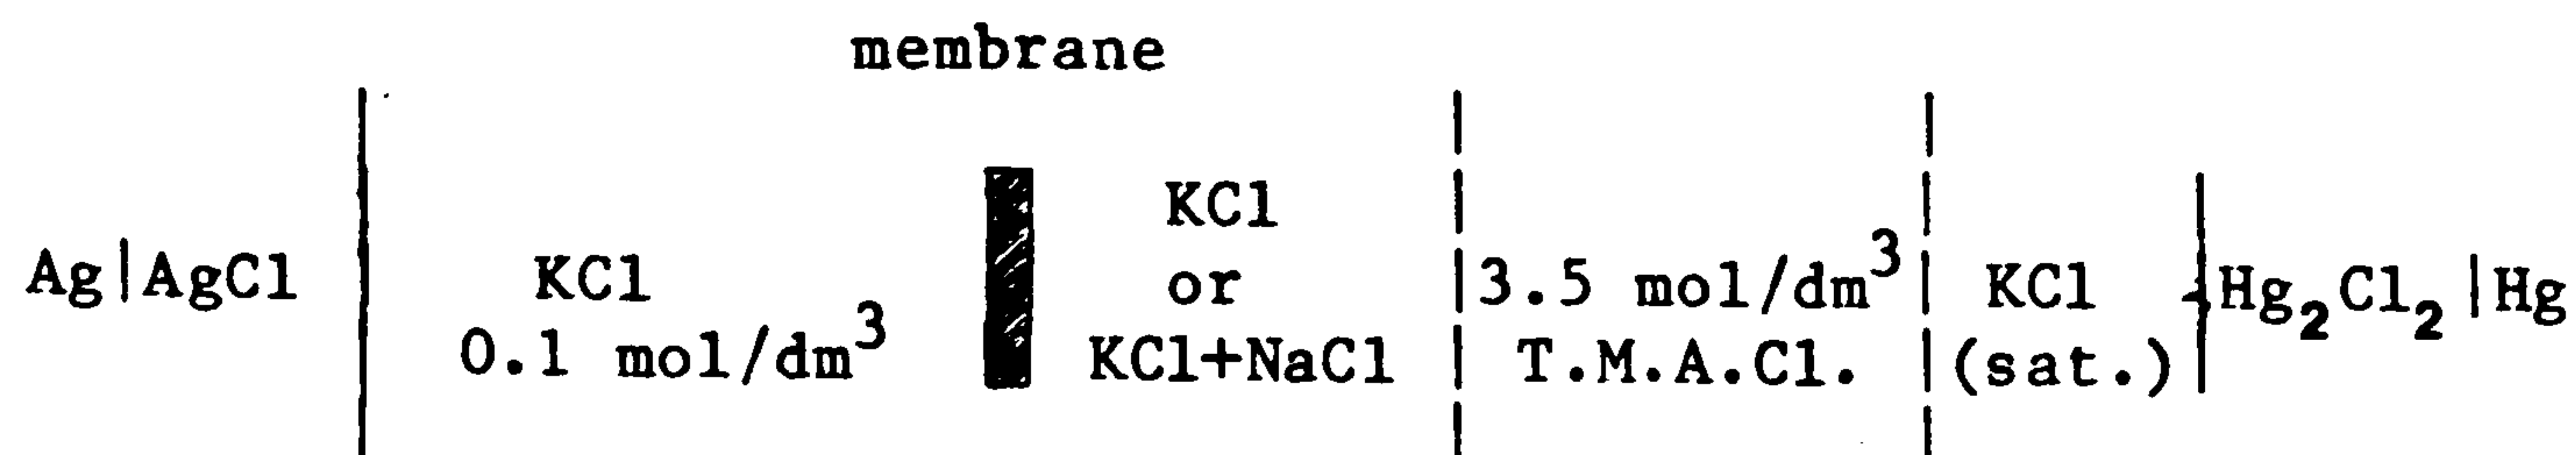 membrane
Ag|AgCl
KCl
0.1 mol/dm³
KCl
or
KCl+NaCl
3.5 mol/dm³
T.M.A.Cl.
KCl
(sat.)
Hg₂Cl₂|Hg